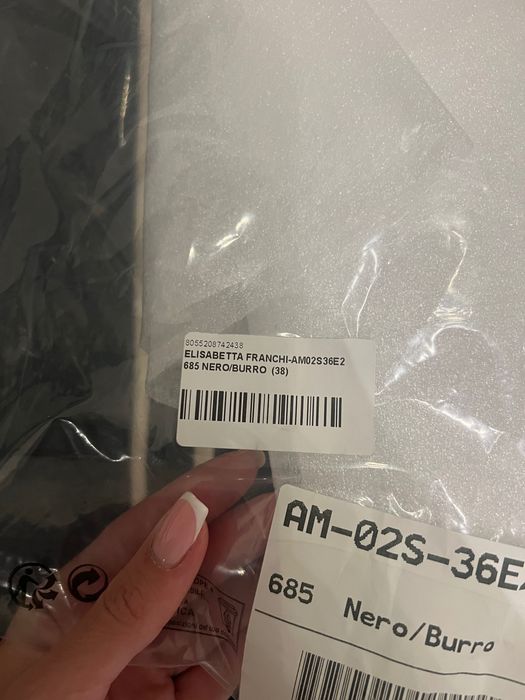 8055208742438
ELISABETTA FRANCHI-AM02S36E2
685 NERO/BURRO (38)
AM-02S-36E
685 Nero/Burro